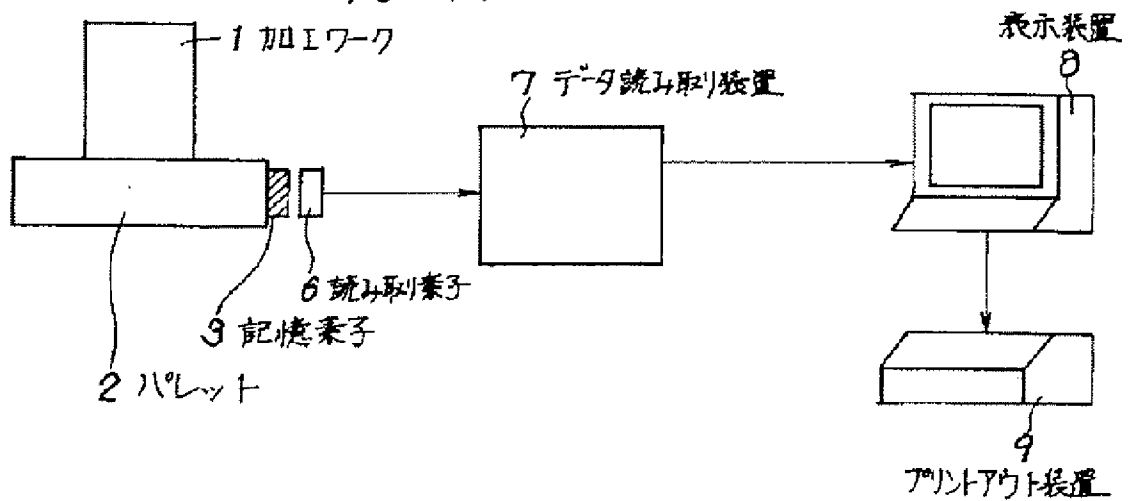 1 加工ワーク
表示装置
8
7 データ読み取り装置
6 読み取り素子
3 記憶素子
2 パレット
9
プリントアウト装置